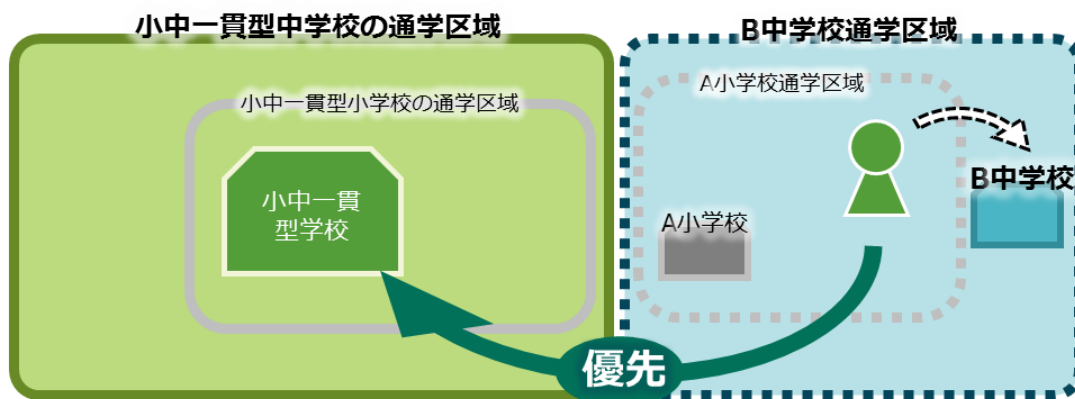 小中一貫型中学校の通学区域
B中学校通学区域
小中一貫型小学校の通学区域
A小学校通学区域
小中一貫
型学校
A小学校
B中学校
優先